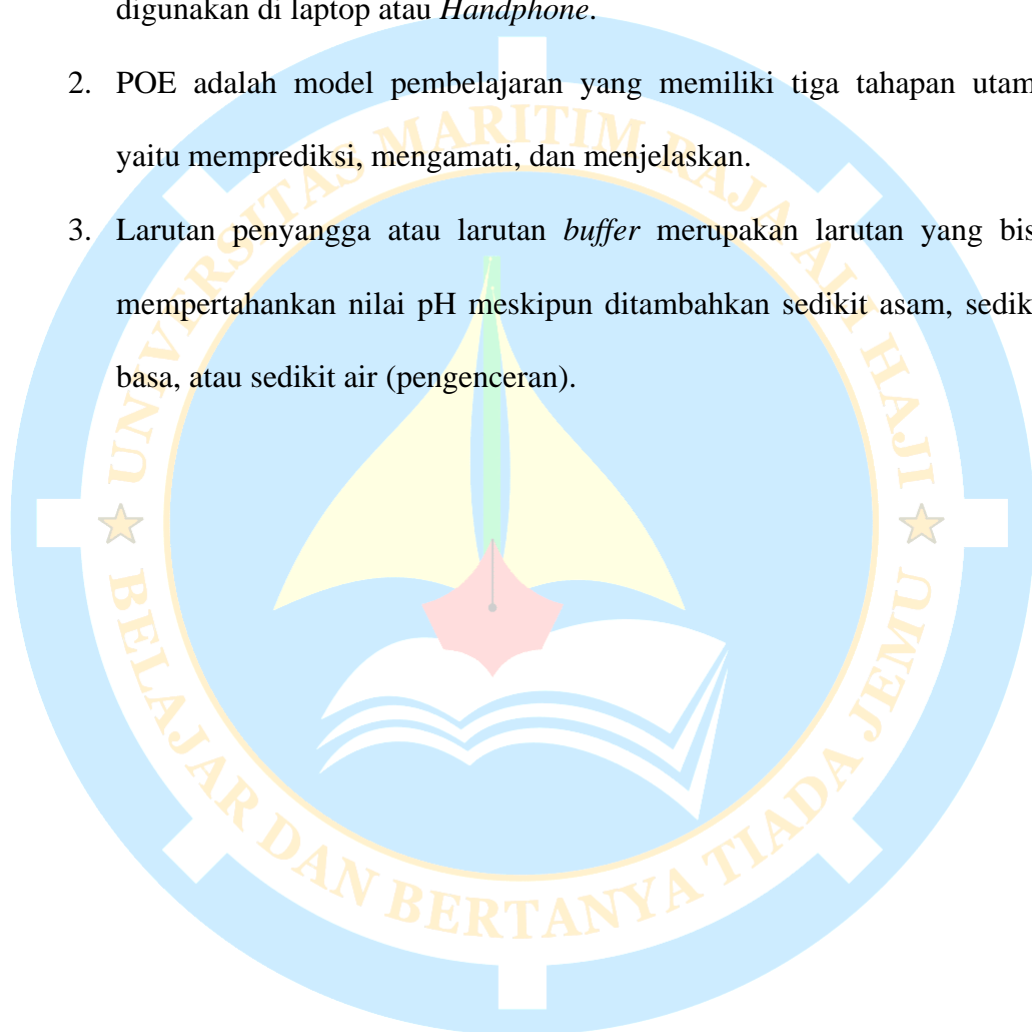 digunakan di laptop atau Handphone.
2. POE adalah model pembelajaran yang memiliki tiga tahapan utam
yaitu memprediksi, mengamati, dan menjelaskan.
3. Larutan penyangga atau larutan buffer merupakan larutan yang bis
mempertahankan nilai pH meskipun ditambahkan sedikit asam, sedik
basa, atau sedikit air (pengenceran).
UNIVERSITAS MARITIM RAJA ALI HAJI
BELAJAR DAN BERTANYA TIADA JEMU